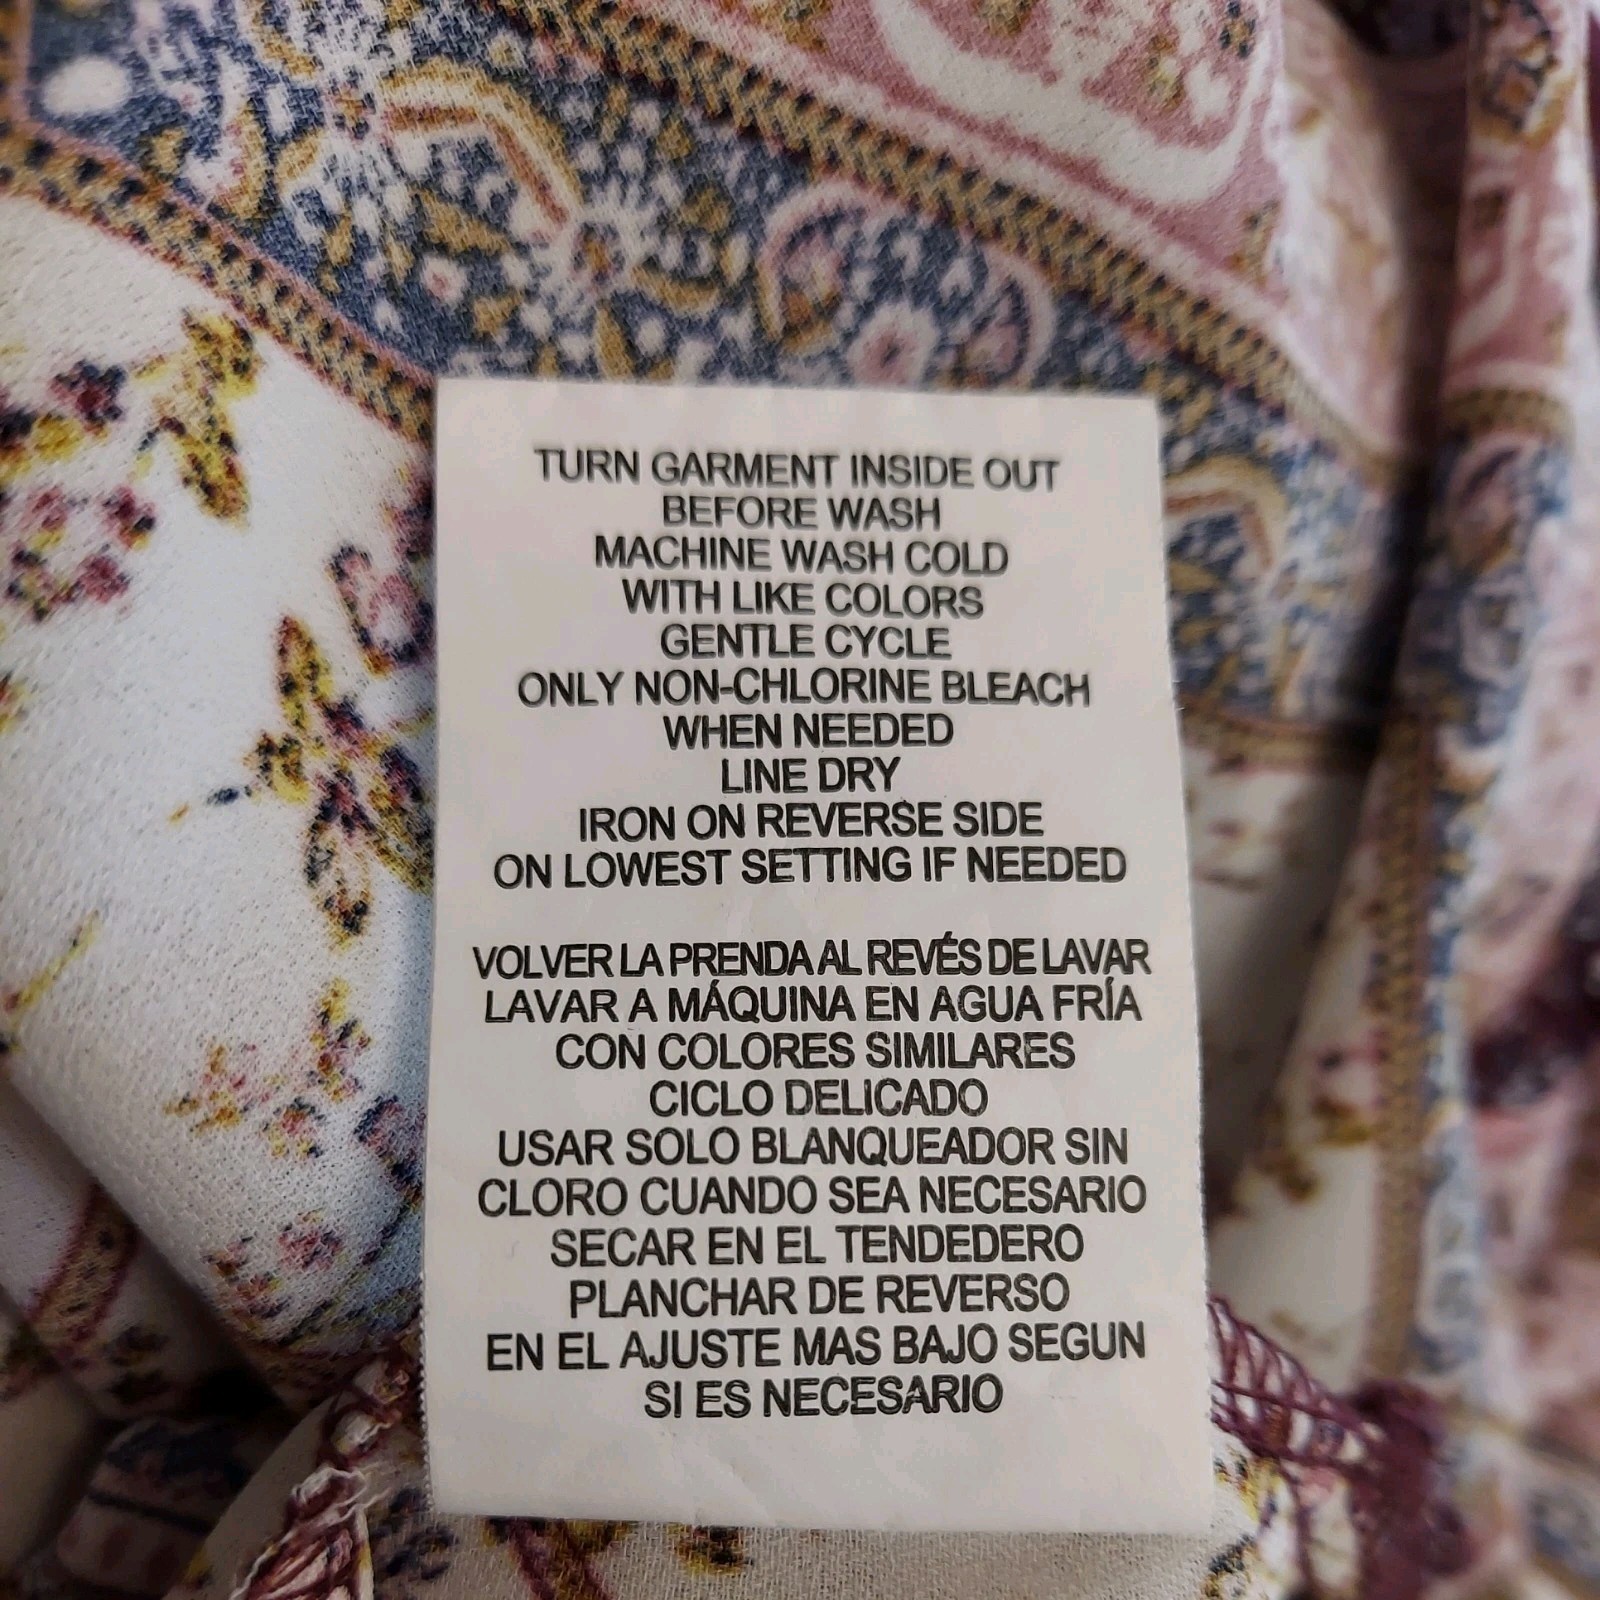 TURN GARMENT INSIDE OUT
BEFORE WASH
MACHINE WASH COLD
WITH LIKE COLORS
GENTLE CYCLE
ONLY NON-CHLORINE BLEACH
WHEN NEEDED
LINE DRY
IRON ON REVERSE SIDE
ON LOWEST SETTING IF NEEDED
VOLVER LA PRENDA AL REVÉS DE LAVAR
LAVAR A MÁQUINA EN AGUA FRÍA
CON COLORES SIMILARES
CICLO DELICADO
USAR SOLO BLANQUEADOR SIN
CLORO CUANDO SEA NECESARIO
SECAR EN EL TENDEDERO
PLANCHAR DE REVERSO
EN EL AJUSTE MAS BAJO SEGUN
SI ES NECESARIO